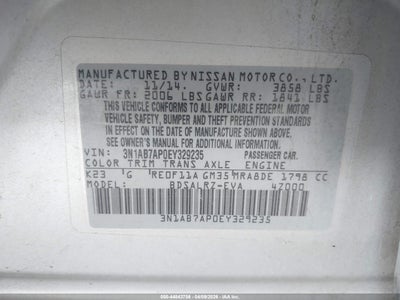 MANUFACTURED BY NISSAN MOTOR CO., LTD.
DATE: 11/14. GVWR: 3858 LBS
GAWR FR: 2006 LBS GAWR RR: 1841 LBS
THIS VEHICLE CONFORMS TO ALL APPLICABLE FEDERAL MOTOR
VEHICLE SAFETY, BUMPER AND THEFT PREVENTION STANDARDS
IN EFFECT ON THE DATE OF MANUFACTURE SHOWN ABOVE.
SEE OWNER'S MANUAL FOR ADDITIONAL INFORMATION.
VIN: 3N1AB7AP0EY329235 PASSENGER CAR.
COLOR TRIM TRANS AXLE ENGINE
K23 G RE0F11A GM35 MRA8DE 1798 CC
MODEL: BDSALRZ-EVA 4Z000
3N1AB7AP0EY329235